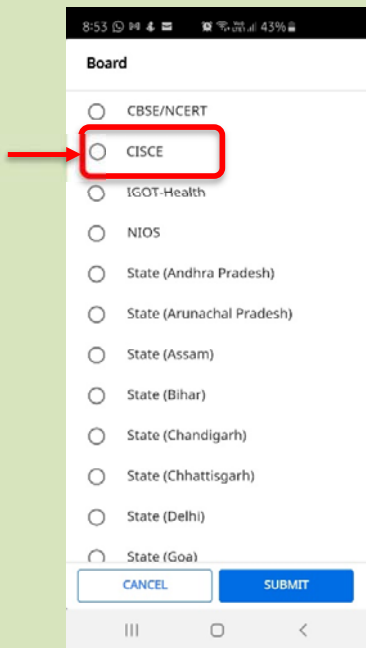 8:53 43%
Board
CBSE/NCERT
CISCE
IGOT-Health
NIOS
State (Andhra Pradesh)
State (Arunachal Pradesh)
State (Assam)
State (Bihar)
State (Chandigarh)
State (Chhattisgarh)
State (Delhi)
State (Goa)
CANCEL SUBMIT